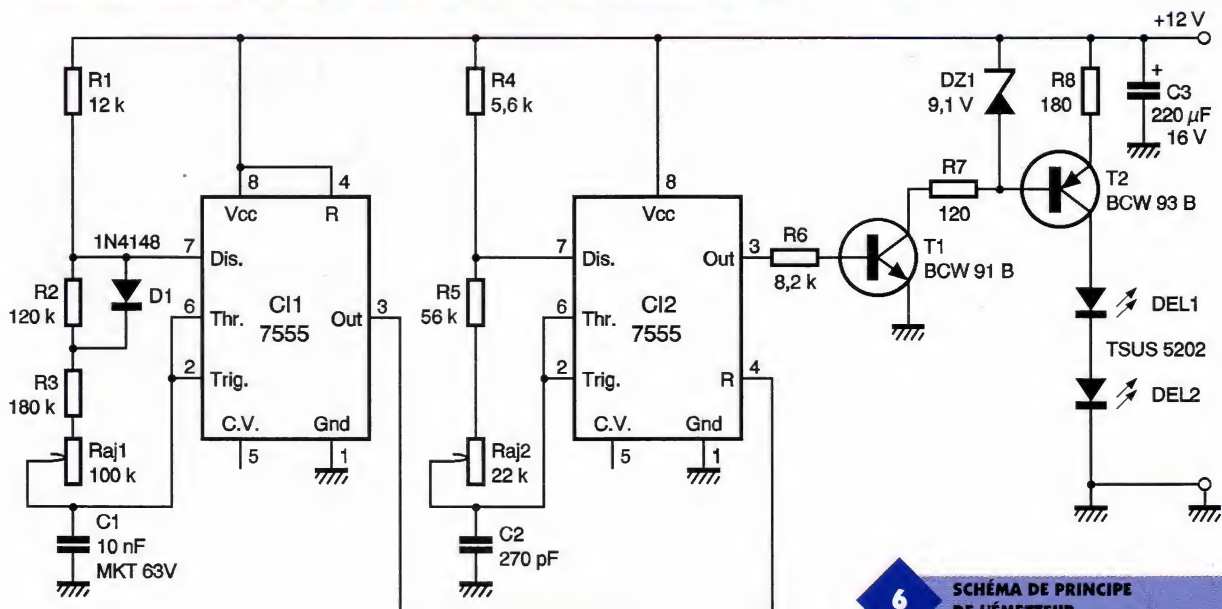 +12 V
R1
12 k
R4
5,6 k
DZ1
9,1 V
R8
180
+
C3
220 µF
16 V
8
4
Vcc
R
8
Vcc
R7
120
T2
BCW 93 B
1N4148
7
Dis.
7
Dis.
Out
3
R6
8,2 k
T1
BCW 91 B
R2
120 k
D1
6
Thr.
CI1
7555
Out
3
R5
56 k
6
Thr.
CI2
7555
DEL1
TSUS 5202
2
Trig.
2
Trig.
R
4
DEL2
R3
180 k
C.V.
Gnd
5
1
C.V.
Gnd
5
1
Raj1
100 k
Raj2
22 k
C1
10 nF
MKT 63V
C2
270 pF
6
SCHÉMA DE PRINCIPE
DE L'ÉMETTEUR